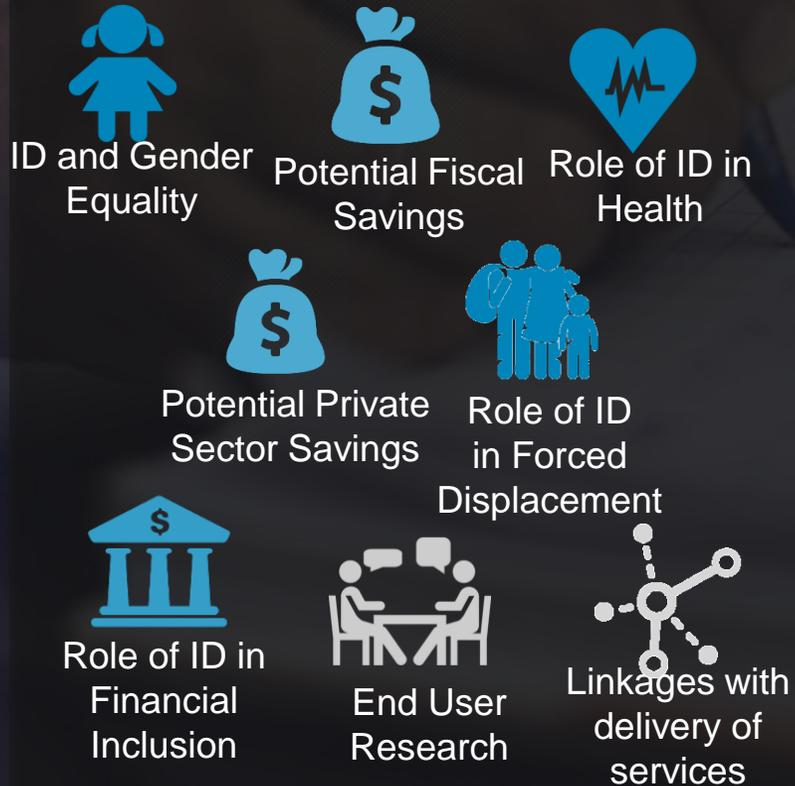 $
ID and Gender
Equality
Potential Fiscal
Savings
Role of ID in
Health
$
Potential Private
Sector Savings
Role of ID
in Forced
Displacement
$
Role of ID in
Financial
Inclusion
End User
Research
Linkages with
delivery of
services